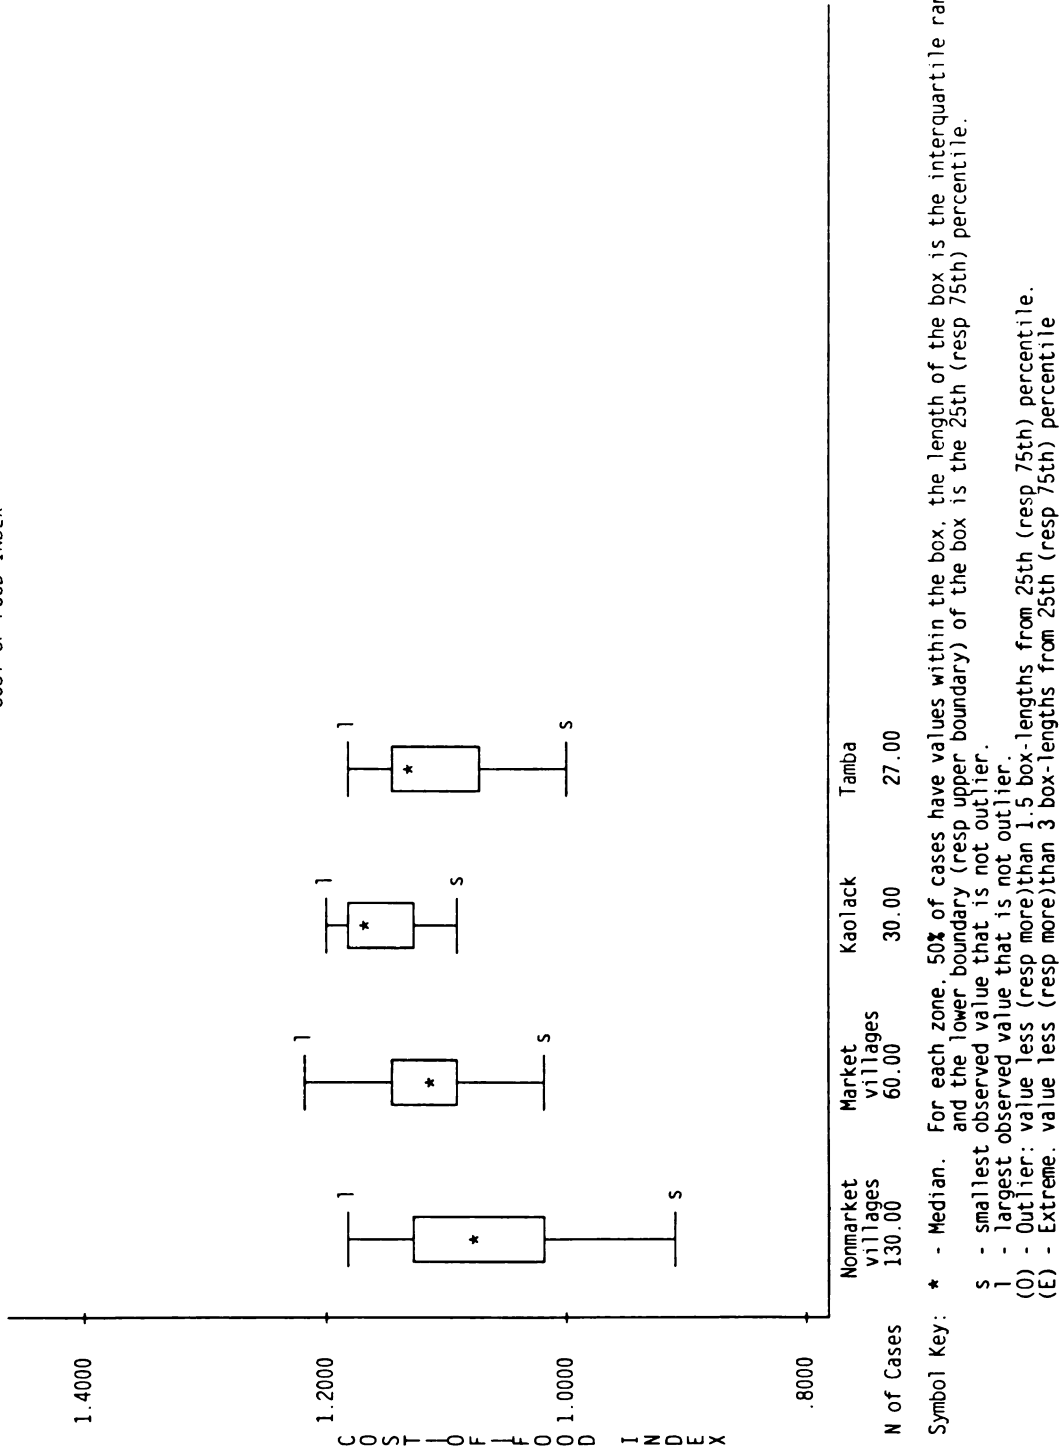 1.4000
1.2000
1.0000
.8000
COST OF FOOD INDEX
l l l l
s s s s
Nonmarket villages Market villages Kaolack Tamba
N of Cases 130.00 60.00 30.00 27.00
Symbol Key: * - Median. For each zone, 50% of cases have values within the box, the length of the box is the interquartile
and the lower boundary (resp upper boundary) of the box is the 25th (resp 75th) percentile.
s - smallest observed value that is not outlier.
l - largest observed value that is not outlier.
(O) - Outlier: value less (resp more)than 1.5 box-lengths from 25th (resp 75th) percentile.
(E) - Extreme. value less (resp more)than 3 box-lengths from 25th (resp 75th) percentile